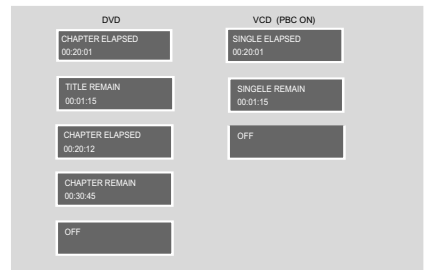 DVD
CHAPTER ELAPSED
00:20:01
TITLE REMAIN
00:01:15
CHAPTER ELAPSED
00:20:12
CHAPTER REMAIN
00:30:45
OFF
VCD (PBC ON)
SINGLE ELAPSED
00:20:01
SINGELE REMAIN
00:01:15
OFF